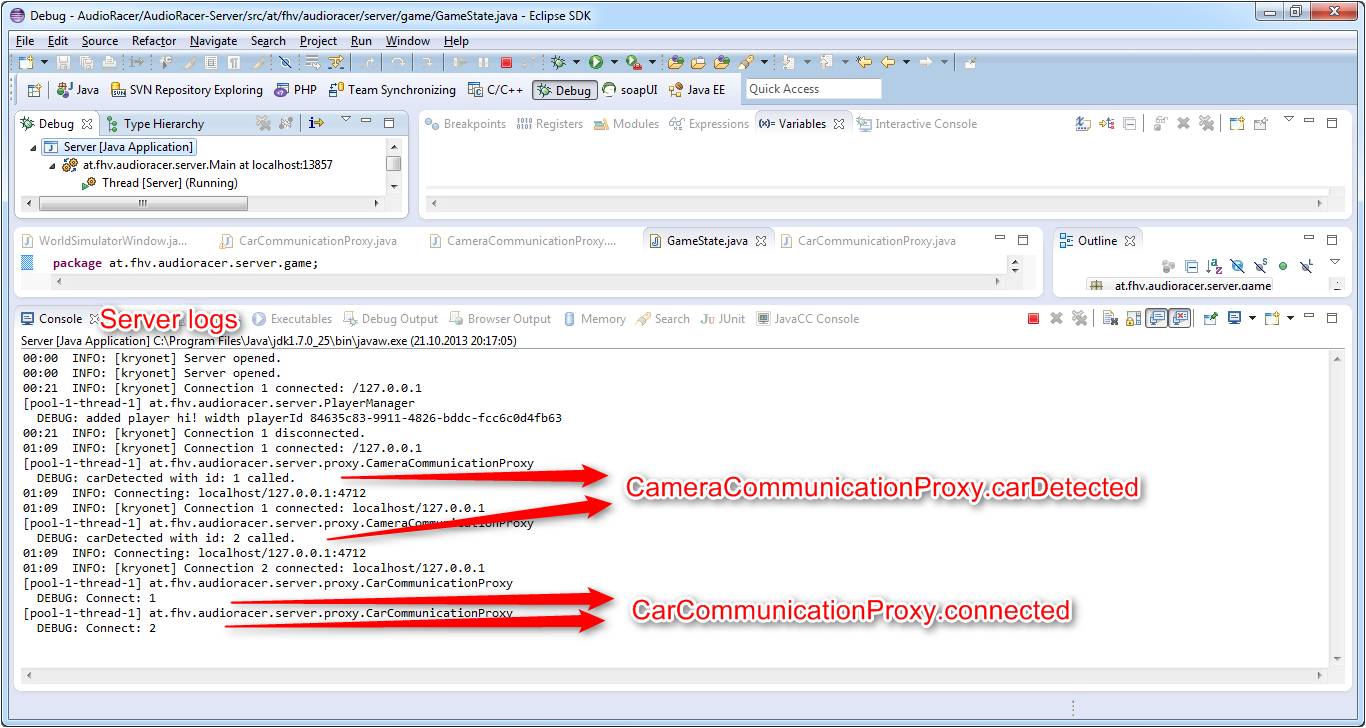 Debug - AudioRacer/AudioRacer-Server/src/at/fhv/audioracer/server/game/GameState.java - Eclipse SDK
File Edit Source Refactor Navigate Search Project Run Window Help
Java SVN Repository Exploring PHP Team Synchronizing C/C++ Debug soapUI Java EE Quick Access
Debug Type Hierarchy
Breakpoints Registers Modules Expressions (x)= Variables Interactive Console
Server [Java Application]
at.fhv.audioracer.server.Main at localhost:13857
Thread [Server] (Running)
WorldSimulatorWindow.ja... CarCommunicationProxy.java CameraCommunicationProxy.... GameState.java CarCommunicationProxy.java
Outline
package at.fhv.audioracer.server.game;
at.fhv.audioracer.server.game
Console Server logs Executables Debug Output Browser Output Memory Search JUnit JavaCC Console
Server [Java Application] C:\Program Files\Java\jdk1.7.0_25\bin\javaw.exe (21.10.2013 20:17:05)
00:00 INFO: [kryonet] Server opened.
00:00 INFO: [kryonet] Server opened.
00:21 INFO: [kryonet] Connection 1 connected: /127.0.0.1
[pool-1-thread-1] at.fhv.audioracer.server.PlayerManager
DEBUG: added player hi! width playerId 84635c83-9911-4826-bddc-fcc6c0d4fb63
00:21 INFO: [kryonet] Connection 1 disconnected.
01:09 INFO: [kryonet] Connection 1 connected: /127.0.0.1
[pool-1-thread-1] at.fhv.audioracer.server.proxy.CameraCommunicationProxy
DEBUG: carDetected with id: 1 called.
01:09 INFO: Connecting: localhost/127.0.0.1:4712
01:09 INFO: [kryonet] Connection 1 connected: localhost/127.0.0.1
[pool-1-thread-1] at.fhv.audioracer.server.proxy.CameraCommunicationProxy
DEBUG: carDetected with id: 2 called.
01:09 INFO: Connecting: localhost/127.0.0.1:4712
01:09 INFO: [kryonet] Connection 2 connected: localhost/127.0.0.1
[pool-1-thread-1] at.fhv.audioracer.server.proxy.CarCommunicationProxy
DEBUG: Connect: 1
[pool-1-thread-1] at.fhv.audioracer.server.proxy.CarCommunicationProxy
DEBUG: Connect: 2
CameraCommunicationProxy.carDetected
CarCommunicationProxy.connected